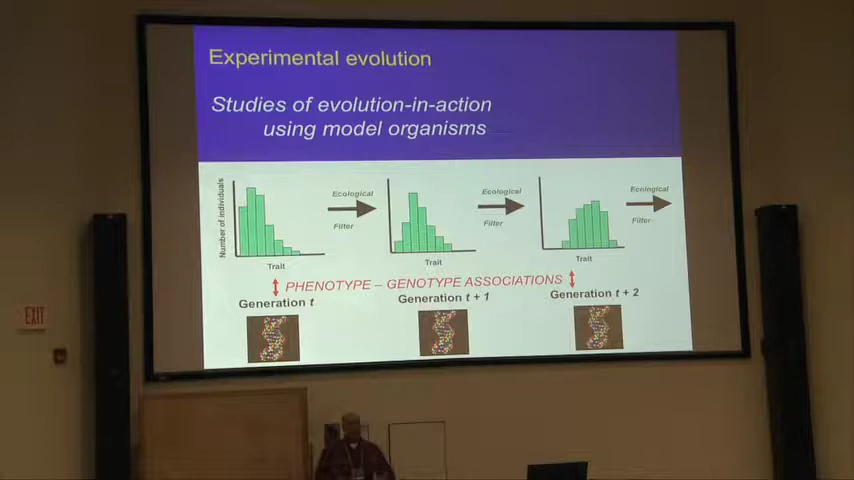 Experimental evolution
Studies of evolution-in-action
using model organisms
Number of individuals
Ecological
Filter
Ecological
Filter
Ecological
Filter
Trait
Trait
Trait
PHENOTYPE – GENOTYPE ASSOCIATIONS
Generation t
Generation t + 1
Generation t + 2
EXIT